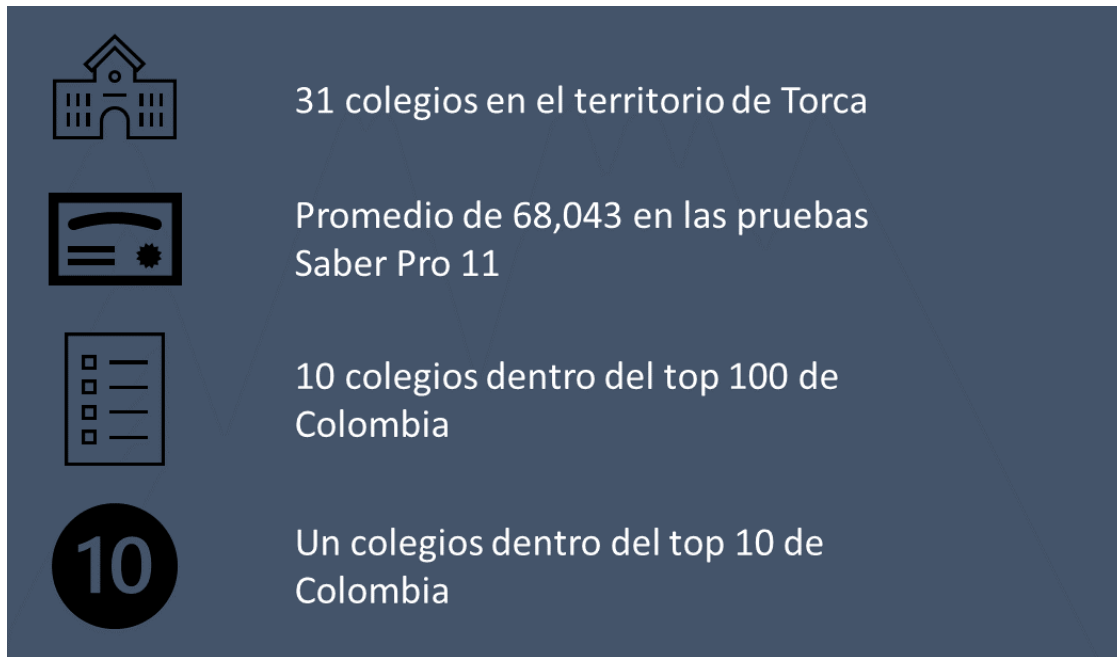 31 colegios en el territorio de Torca
Promedio de 68,043 en las pruebas
Saber Pro 11
10 colegios dentro del top 100 de
Colombia
10
Un colegios dentro del top 10 de
Colombia